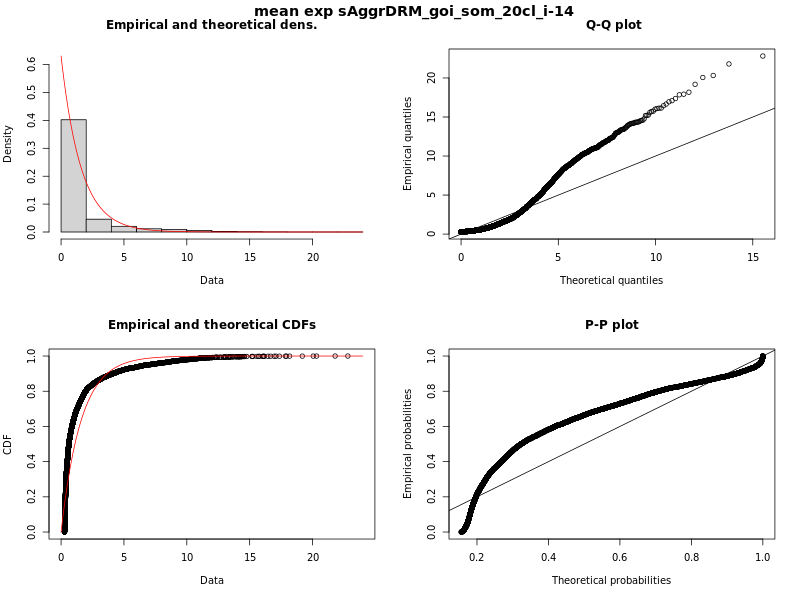 mean exp sAggrDRM_goi_som_20cl_i-14
Empirical and theoretical dens.
Density
0.0 0.1 0.2 0.3 0.4 0.5 0.6
0 5 10 15 20
Data
Q-Q plot
Empirical quantiles
0 5 10 15 20
0 5 10 15
Theoretical quantiles
Empirical and theoretical CDFs
CDF
0.0 0.2 0.4 0.6 0.8 1.0
0 5 10 15 20
Data
P-P plot
Empirical probabilities
0.0 0.2 0.4 0.6 0.8 1.0
0.2 0.4 0.6 0.8 1.0
Theoretical probabilities